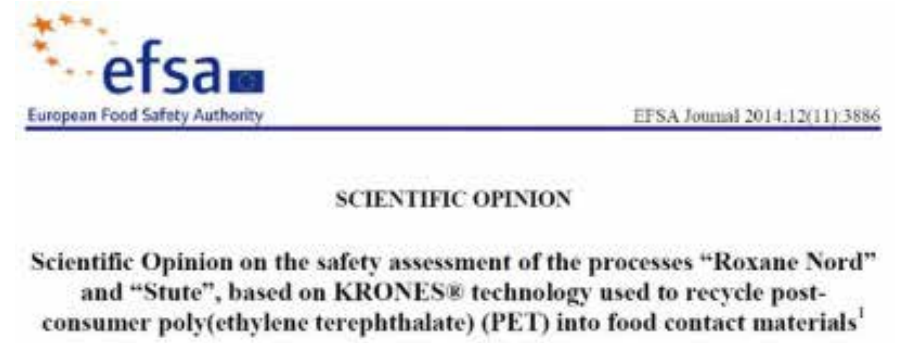 efsa
European Food Safety Authority
EFSA Journal 2014;12(11):3886
SCIENTIFIC OPINION
Scientific Opinion on the safety assessment of the processes “Roxane Nord”
and “Stute”, based on KRONES® technology used to recycle post-
consumer poly(ethylene terephthalate) (PET) into food contact materials¹